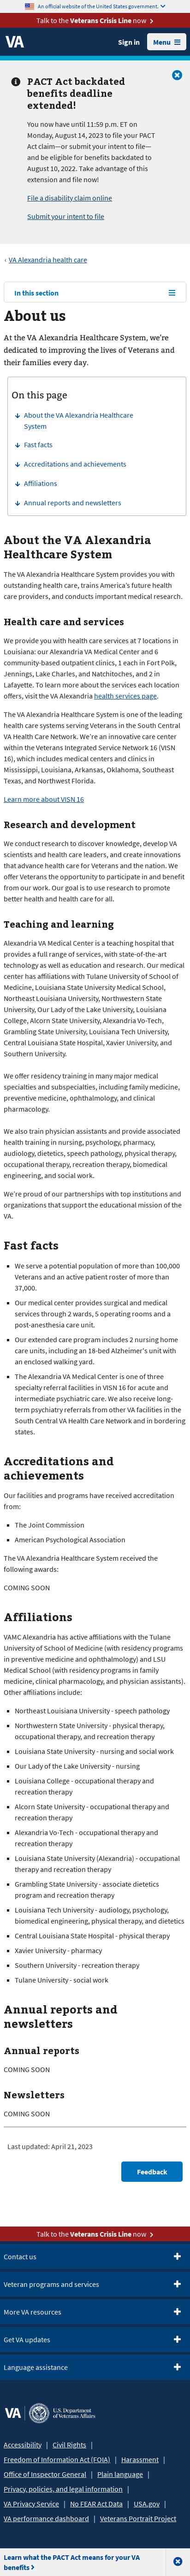 An official website of the United States government.
Talk to the Veterans Crisis Line now
VA
Sign in
Menu
PACT Act backdated
benefits deadline
extended!
You now have until 11:59 p.m. ET on
Monday, August 14, 2023 to file your PACT
Act claim—or submit your intent to file—
and be eligible for benefits backdated to
August 10, 2022. Take advantage of this
extension and file now!
File a disability claim online
Submit your intent to file
‹ VA Alexandria health care
In this section
About us
At the VA Alexandria Health Care System, we're
dedicated to improving the lives of Veterans and
their families every day.
On this page
About the VA Alexandria Healthcare
System
Fast facts
Accreditations and achievements
Affiliations
Annual reports and newsletters
About the VA Alexandria
Healthcare System
The VA Alexandria Healthcare System provides you with
outstanding health care, trains America's future health care
providers, and conducts important medical research.
Health care and services
We provide you with health care services at 7 locations in
Louisiana: our Alexandria VA Medical Center and 6
community-based outpatient clinics, 1 each in Fort Polk,
Jennings, Lake Charles, and Natchitoches, and 2 in
Lafayette. To learn more about the services each location
offers, visit the VA Alexandria health services page.
The VA Alexandria Healthcare System is one of the leading
health systems serving Veterans within the South Central
VA Health Care Network. We're an innovative care center
within the Veterans Integrated Service Network 16 (VISN
16), which includes medical centers and clinics in
Mississippi, Louisiana, Arkansas, Oklahoma, Southeast
Texas, and Northwest Florida.
Learn more about VISN 16
Research and development
We conduct research to discover knowledge, develop VA
scientists and health care leaders, and create innovations
that advance health care for Veterans and the nation. For
over 90 years, we've improved the lives of Veterans and all
Americans through health care discovery and innovation.
We offer you the opportunity to participate in and benefit
from our work. Our goal is to use research to promote
better health and health care for all.
Teaching and learning
Alexandria VA Medical Center is a teaching hospital that
provides a full range of services, with state-of-the-art
technology as well as education and research. Our medical
center has affiliations with Tulane University of School of
Medicine, Louisiana State University Medical School,
Northeast Louisiana University, Northwestern State
University, Our Lady of the Lake University, Louisiana
College, Alcorn State University, Alexandria Vo-Tech,
Grambling State University, Louisiana Tech University,
Central Louisiana State Hospital, Xavier University, and
Southern University.
We offer residency training in many major medical
specialties and subspecialties, including family medicine,
preventive medicine, ophthalmology, and clinical
pharmacology.
We also train physician assistants and provide associated
health training in nursing, psychology, pharmacy,
audiology, dietetics, speech pathology, physical therapy,
occupational therapy, recreation therapy, biomedical
engineering, and social work.
We're proud of our partnerships with top institutions and
organizations that support the educational mission of the
VA.
Fast facts
We serve a potential population of more than 100,000
Veterans and an active patient roster of more than
37,000.
Our medical center provides surgical and medical
services through 2 wards, 5 operating rooms and a
post-anesthesia care unit.
Our extended care program includes 2 nursing home
care units, including an 18-bed Alzheimer's unit with
an enclosed walking yard.
The Alexandria VA Medical Center is one of three
specialty referral facilities in VISN 16 for acute and
intermediate psychiatric care. We also receive long-
term psychiatry referrals from other VA facilities in the
South Central VA Health Care Network and in bordering
states.
Accreditations and
achievements
Our facilities and programs have received accreditation
from:
The Joint Commission
American Psychological Association
The VA Alexandria Healthcare System received the
following awards:
COMING SOON
Affiliations
VAMC Alexandria has active affiliations with the Tulane
University of School of Medicine (with residency programs
in preventive medicine and ophthalmology) and LSU
Medical School (with residency programs in family
medicine, clinical pharmacology, and physician assistants).
Other affiliations include:
Northeast Louisiana University - speech pathology
Northwestern State University - physical therapy,
occupational therapy, and recreation therapy
Louisiana State University - nursing and social work
Our Lady of the Lake University - nursing
Louisiana College - occupational therapy and
recreation therapy
Alcorn State University - occupational therapy and
recreation therapy
Alexandria Vo-Tech - occupational therapy and
recreation therapy
Louisiana State University (Alexandria) - occupational
therapy and recreation therapy
Grambling State University - associate dietetics
program and recreation therapy
Louisiana Tech University - audiology, psychology,
biomedical engineering, physical therapy, and dietetics
Central Louisiana State Hospital - physical therapy
Xavier University - pharmacy
Southern University - recreation therapy
Tulane University - social work
Annual reports and
newsletters
Annual reports
COMING SOON
Newsletters
COMING SOON
Last updated: April 21, 2023
Feedback
Talk to the Veterans Crisis Line now
Contact us
Veteran programs and services
More VA resources
Get VA updates
Language assistance
VA
U.S. Department
of Veterans Affairs
Accessibility | Civil Rights |
Freedom of Information Act (FOIA) | Harassment |
Office of Inspector General | Plain language |
Privacy, policies, and legal information |
VA Privacy Service | No FEAR Act Data | USA.gov |
VA performance dashboard | Veterans Portrait Project
Learn what the PACT Act means for your VA
benefits